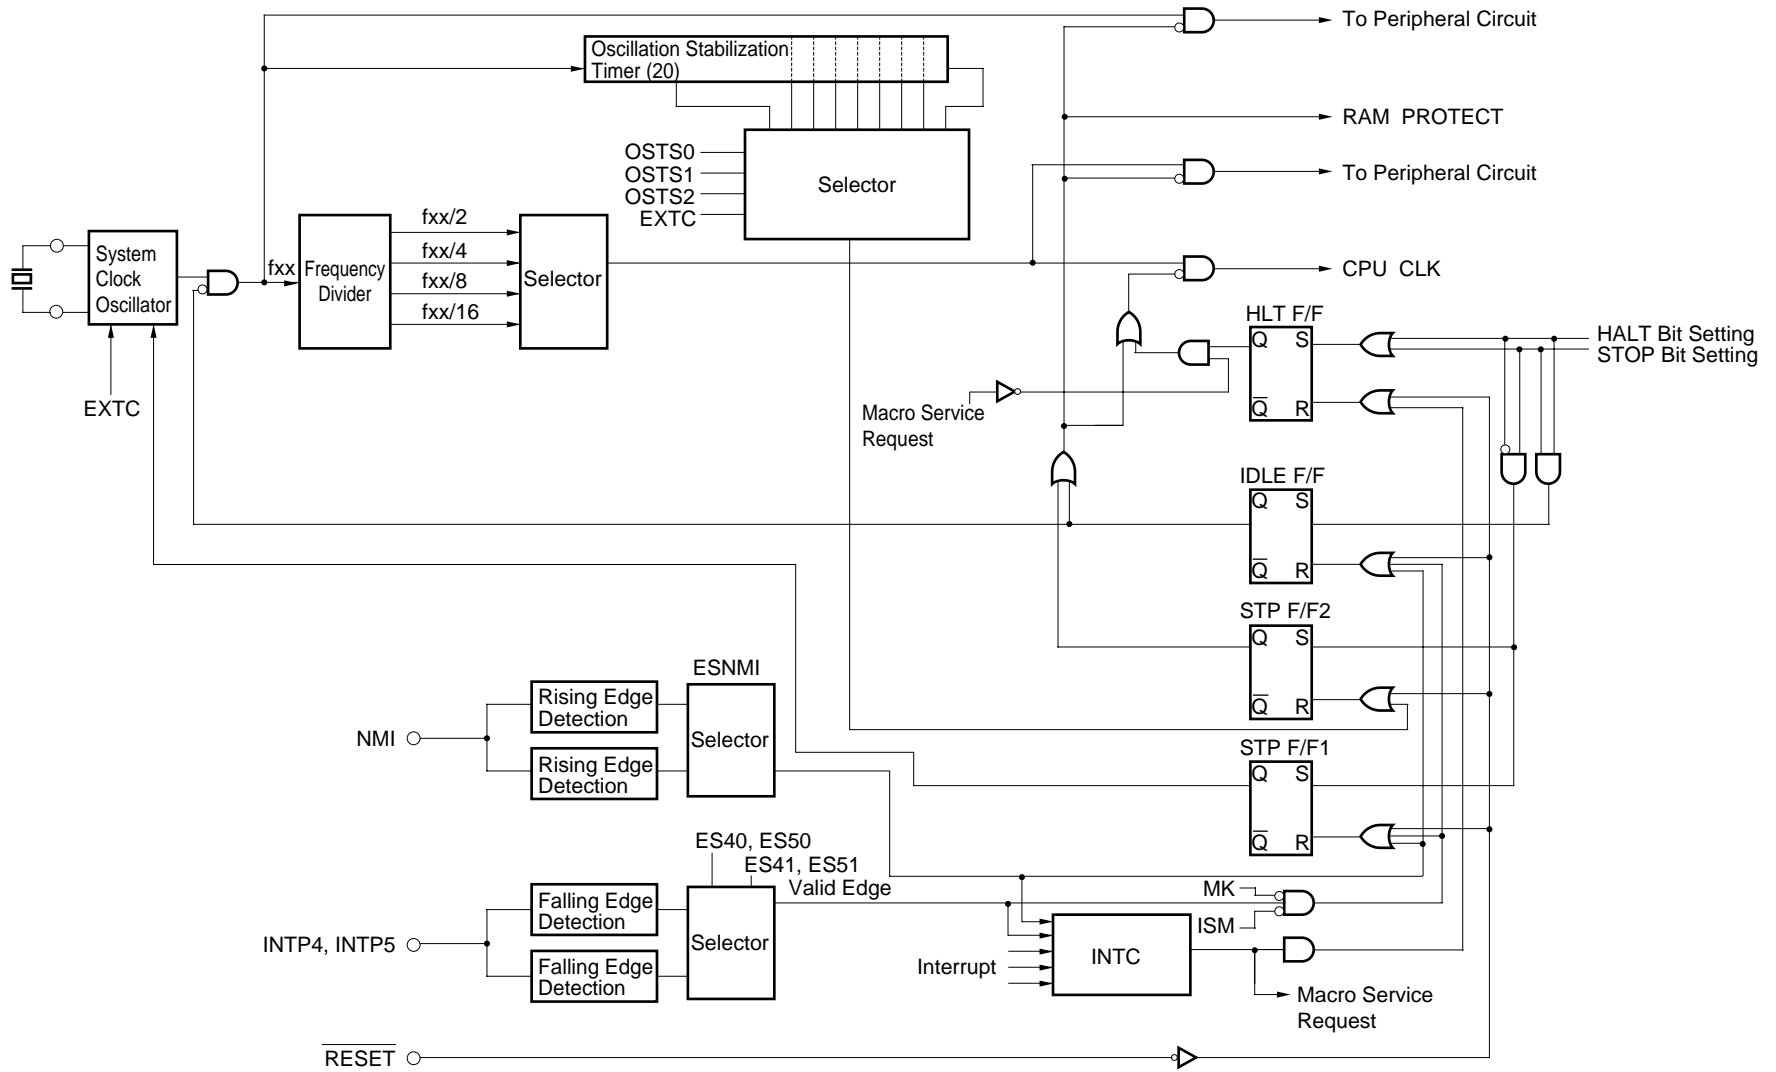 To Peripheral Circuit
Oscillation Stabilization
Timer (20)
RAM PROTECT
OSTS0
OSTS1
OSTS2
EXTC
Selector
To Peripheral Circuit
System
Clock
Oscillator
fxx
Frequency
Divider
fxx/2
fxx/4
fxx/8
fxx/16
Selector
CPU CLK
EXTC
HLT F/F
Q S
Q̅ R
HALT Bit Setting
STOP Bit Setting
Macro Service
Request
IDLE F/F
Q S
Q̅ R
STP F/F2
Q S
Q̅ R
ESNMI
Rising Edge
Detection
NMI
Selector
Rising Edge
Detection
STP F/F1
Q S
Q̅ R
ES40, ES50
ES41, ES51
Valid Edge
MK
ISM
Falling Edge
Detection
INTP4, INTP5
Selector
Falling Edge
Detection
Interrupt
INTC
Macro Service
Request
R̅E̅S̅E̅T̅